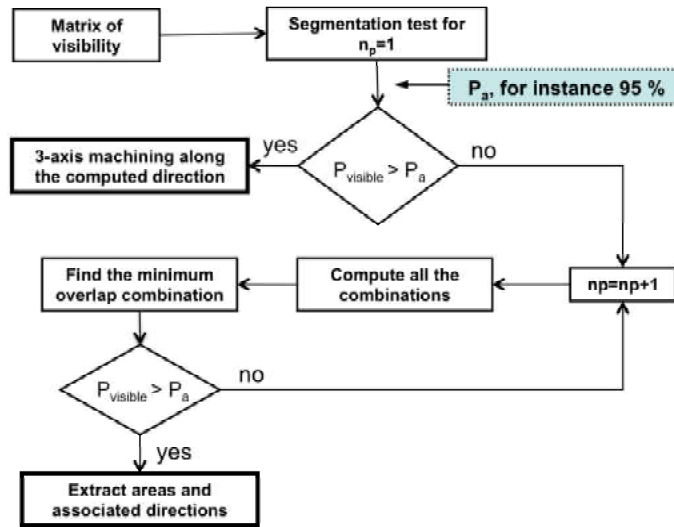 Matrix of
visibility
Segmentation test for
nₚ=1
Pₐ, for instance 95 %
yes
3-axis machining along
the computed direction
P_visible > Pₐ
no
Find the minimum
overlap combination
Compute all the
combinations
np=np+1
P_visible > Pₐ
no
yes
Extract areas and
associated directions